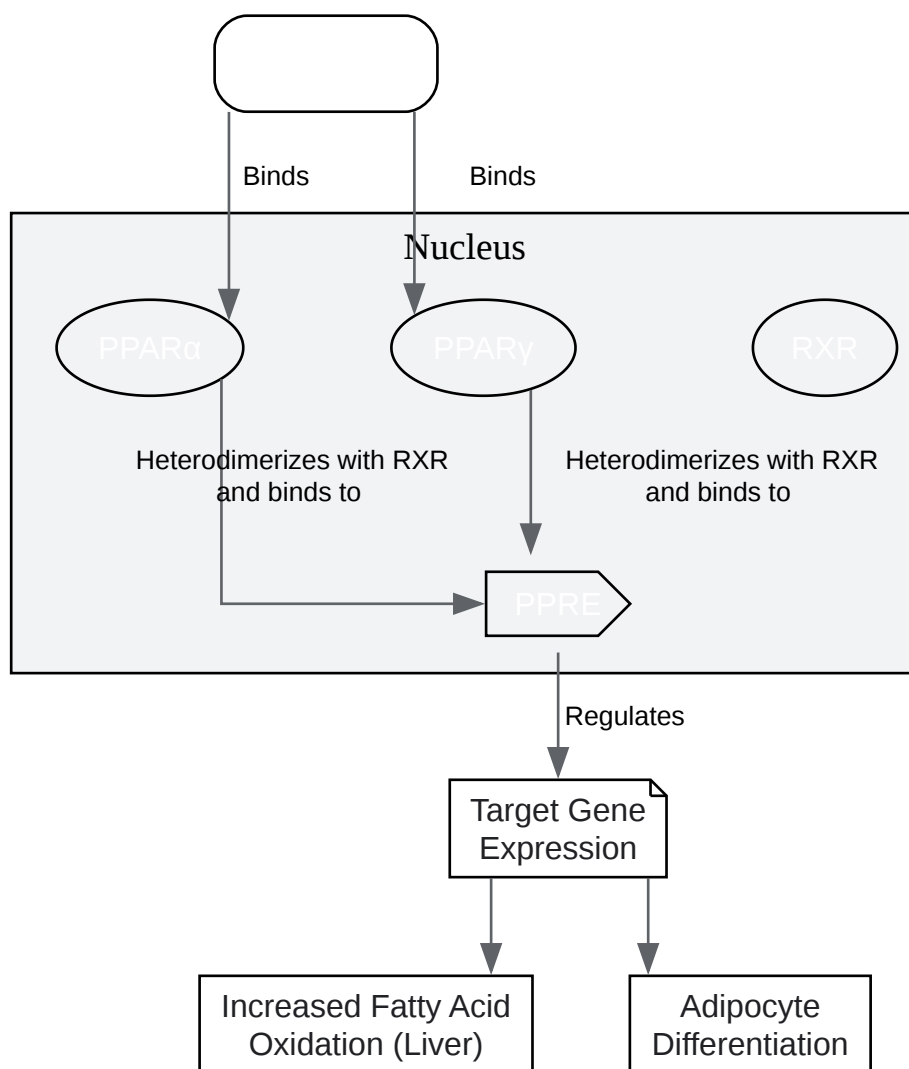 Binds
Binds
Nucleus
PPARα
PPARγ
RXR
Heterodimerizes with RXR
and binds to
Heterodimerizes with RXR
and binds to
PPRE
Regulates
Target Gene
Expression
Increased Fatty Acid
Oxidation (Liver)
Adipocyte
Differentiation